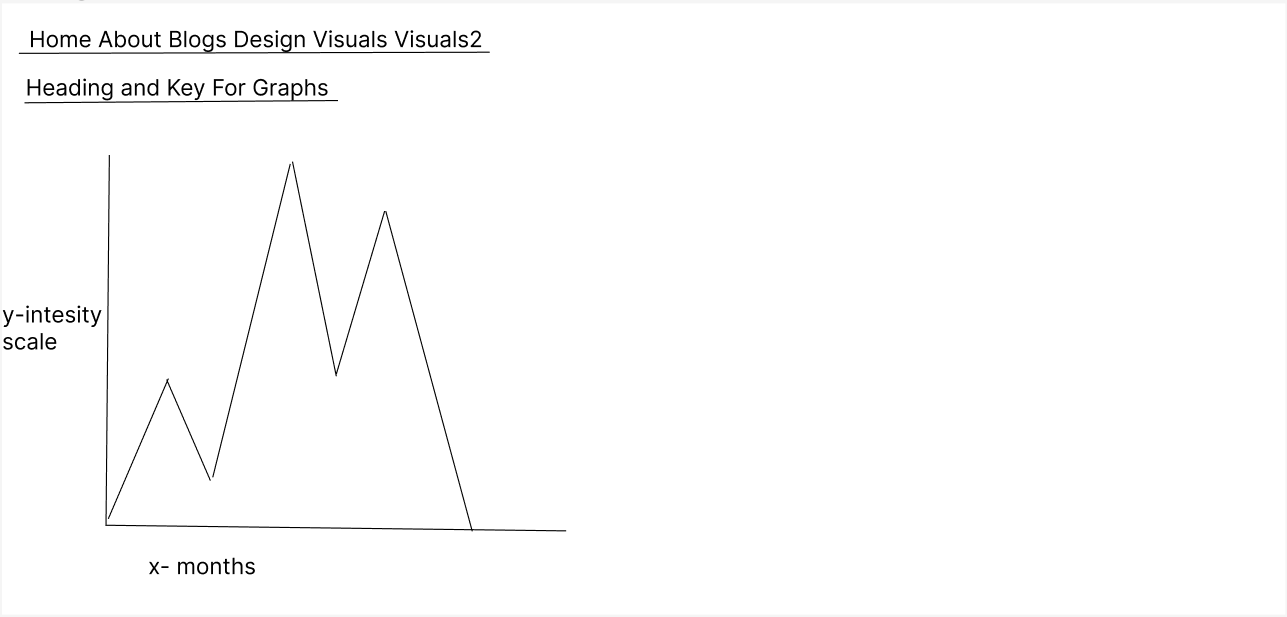 Home About Blogs Design Visuals Visuals2
Heading and Key For Graphs
y-intesity
scale
x- months